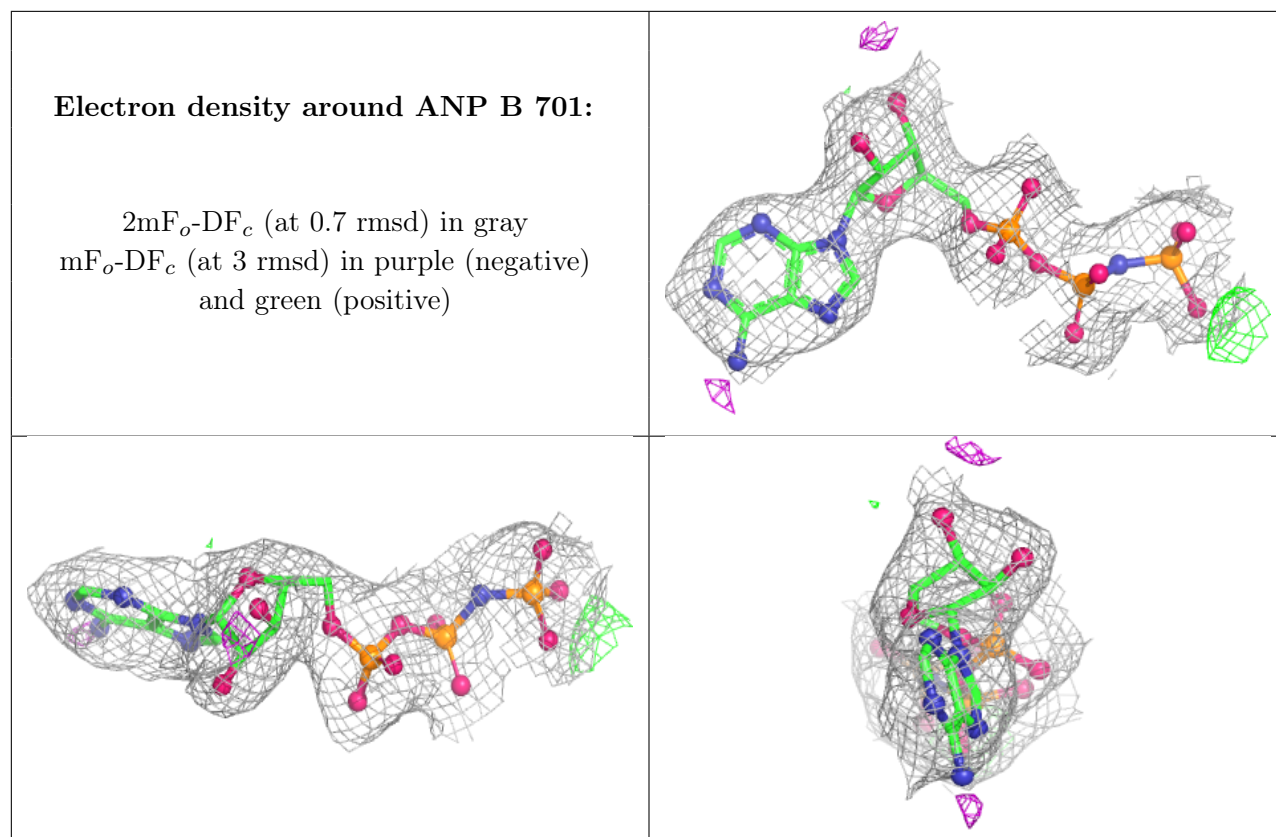 Electron density around ANP B 701:
2mFo-DFc (at 0.7 rmsd) in gray
mFo-DFc (at 3 rmsd) in purple (negative)
and green (positive)